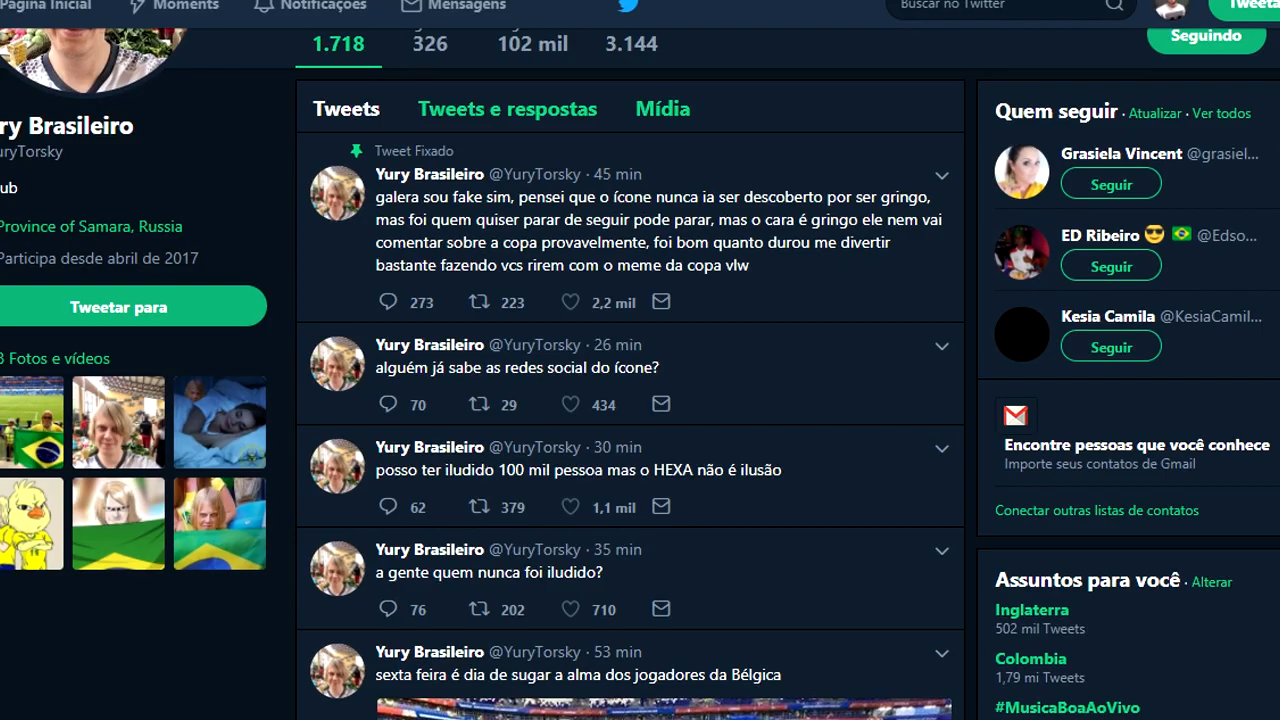 Página Inicial
Moments
Notificações
Mensagens
Buscar no Twitter
1.718
326
102 mil
3.144
Seguindo
ry Brasileiro
uryTorsky
ub
Province of Samara, Russia
Participa desde abril de 2017
Tweetar para
3 Fotos e vídeos
Tweets
Tweets e respostas
Mídia
Tweet Fixado
Yury Brasileiro @YuryTorsky · 45 min
galera sou fake sim, pensei que o ícone nunca ia ser descoberto por ser gringo,
mas foi quem quiser parar de seguir pode parar, mas o cara é gringo ele nem vai
comentar sobre a copa provavelmente, foi bom quanto durou me divertir
bastante fazendo vcs rirem com o meme da copa vlw
273 223 2,2 mil
Yury Brasileiro @YuryTorsky · 26 min
alguém já sabe as redes social do ícone?
70 29 434
Yury Brasileiro @YuryTorsky · 30 min
posso ter iludido 100 mil pessoa mas o HEXA não é ilusão
62 379 1,1 mil
Yury Brasileiro @YuryTorsky · 35 min
a gente quem nunca foi iludido?
76 202 710
Yury Brasileiro @YuryTorsky · 53 min
sexta feira é dia de sugar a alma dos jogadores da Bélgica
Quem seguir · Atualizar · Ver todos
Grasiela Vincent @grasiel...
Seguir
ED Ribeiro 😎 🇧🇷 @Edso...
Seguir
Kesia Camila @KesiaCamil...
Seguir
Encontre pessoas que você conhece
Importe seus contatos de Gmail
Conectar outras listas de contatos
Assuntos para você · Alterar
Inglaterra
502 mil Tweets
Colombia
1,79 mi Tweets
#MusicaBoaAoVivo